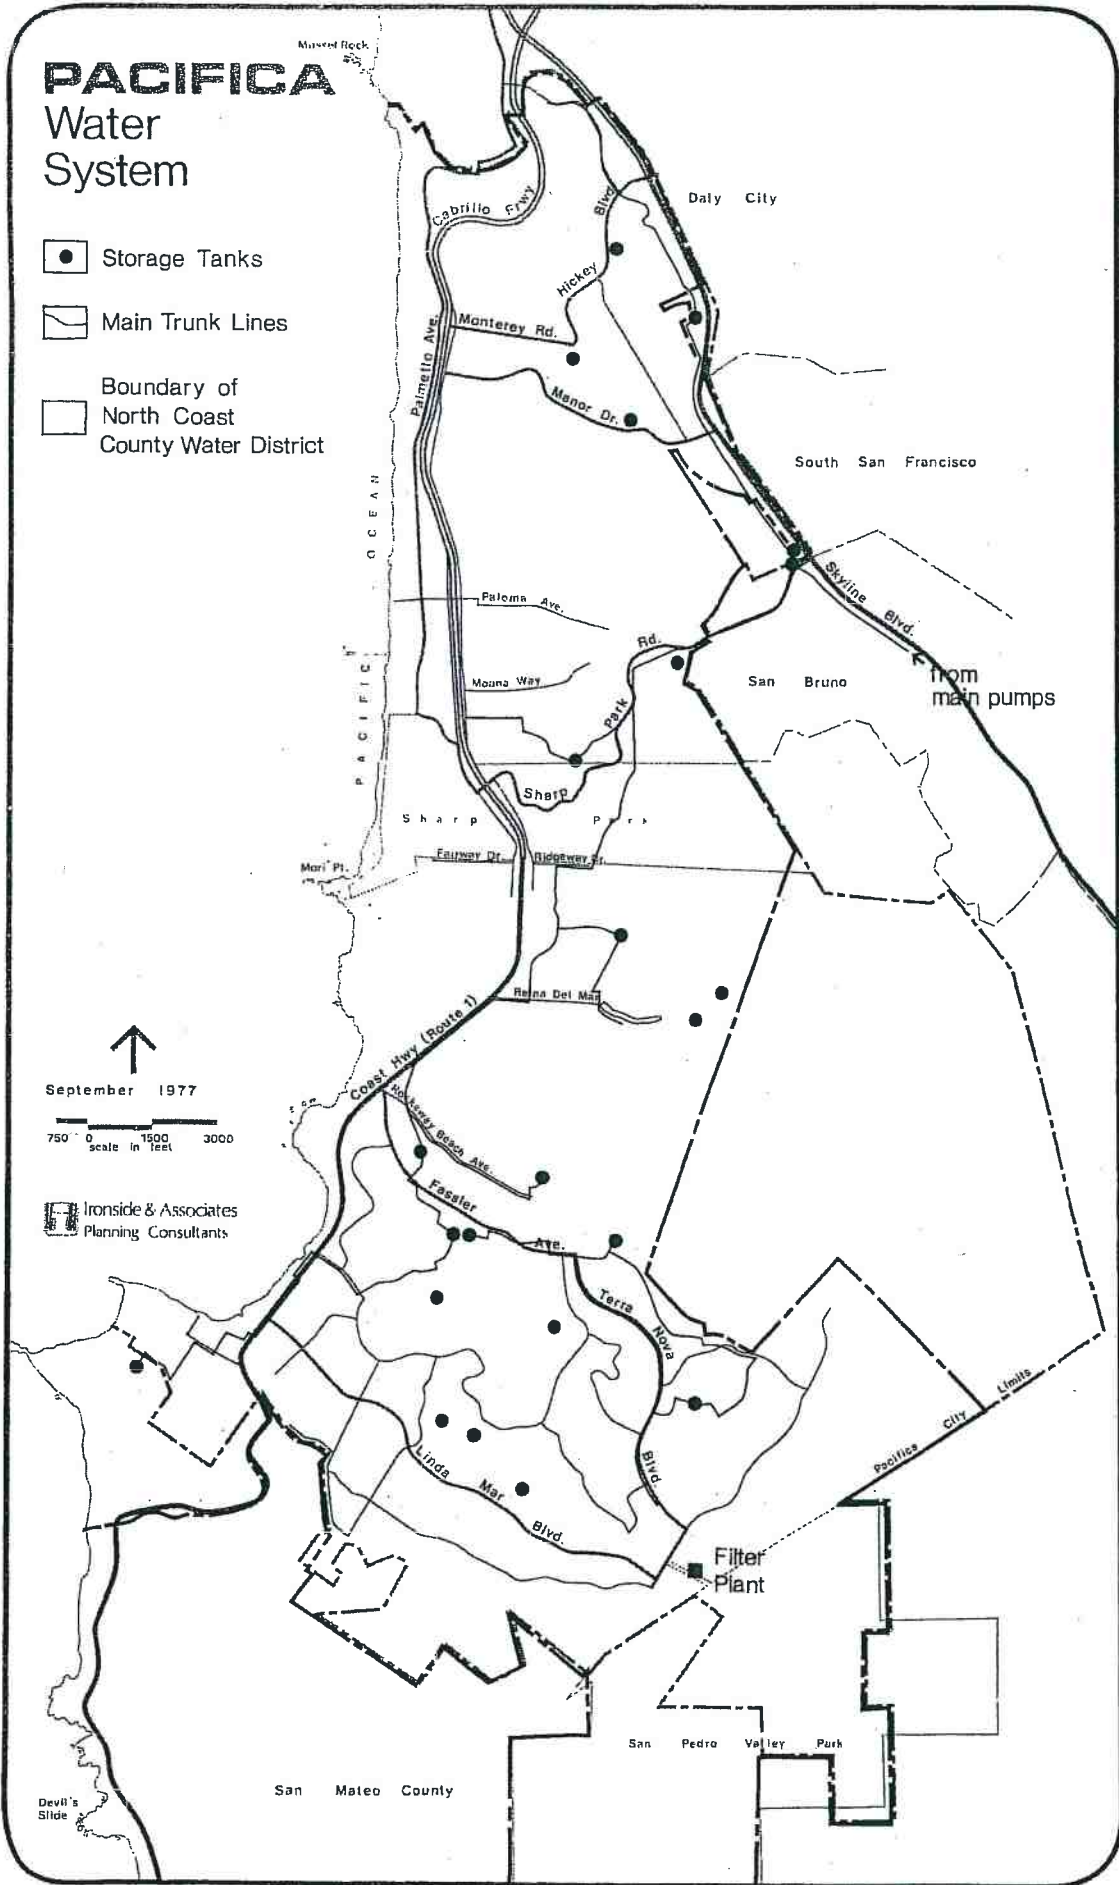 Mussel Rock
PACIFICA
Water
System
Storage Tanks
Main Trunk Lines
Boundary of
North Coast
County Water District
Daly City
Cabrillo Frwy
Hickey Blvd.
Palmetto Ave.
Monterey Rd.
Manor Dr.
South San Francisco
PACIFIC OCEAN
Skyline Blvd.
Paloma Ave.
from
main pumps
San Bruno
Moana Way
Sharp Park Rd.
Sharp Park
Fairway Dr.
Ridgeway Dr.
Mori Pt.
Reina Del Mar
Coast Hwy (Route 1)
September 1977
750 0 1500 3000
scale in feet
Rockaway Beach Ave.
Ironside & Associates
Planning Consultants
Fassler Ave.
Terra Nova Blvd.
Linda Mar Blvd.
Pacifica City Limits
Filter
Plant
San Pedro Valley Park
San Mateo County
Devil's
Slide